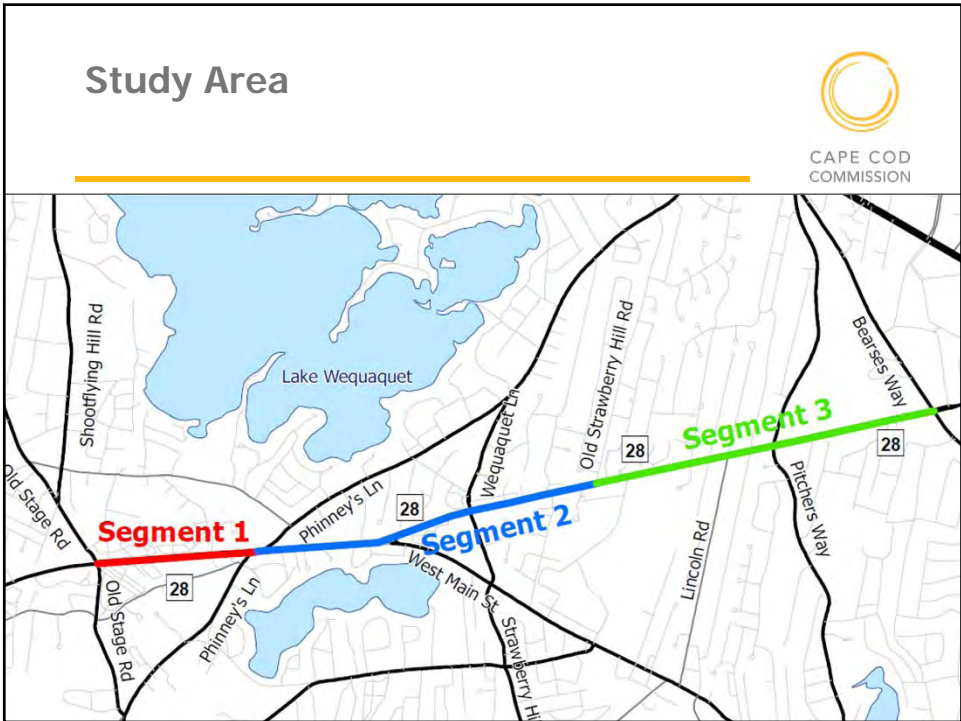 Study Area
CAPE COD
COMMISSION
Shootflying Hill Rd
Lake Wequaquet
Old Strawberry Hill Rd
Bearses Way
Wequaquet Ln
28
Segment 3
28
Old Stage Rd
Phinney's Ln
28
Segment 1
Segment 2
Pitchers Way
28
Old Stage Rd
Phinney's Ln
West Main St
Lincoln Rd